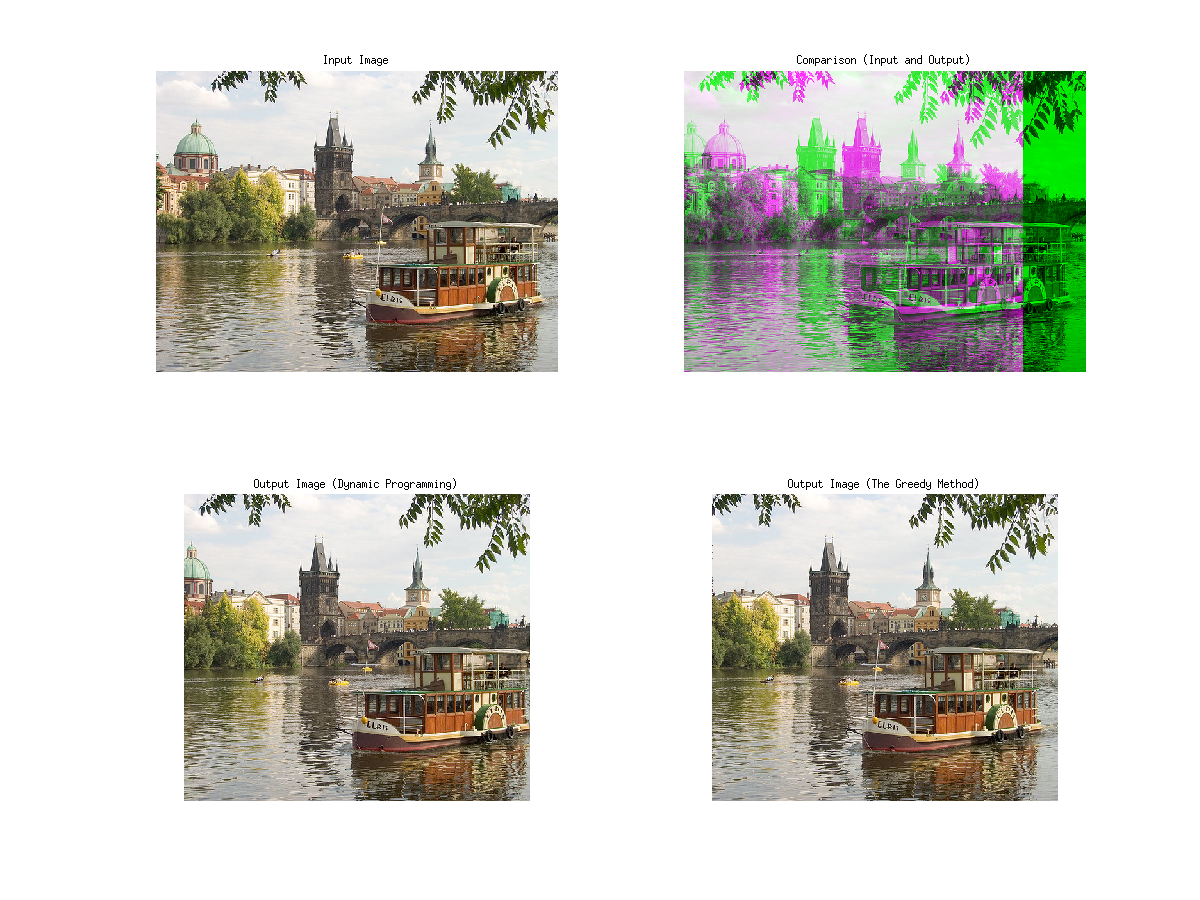 Input Image
Comparison (Input and Output)
Output Image (Dynamic Programming)
Output Image (The Greedy Method)